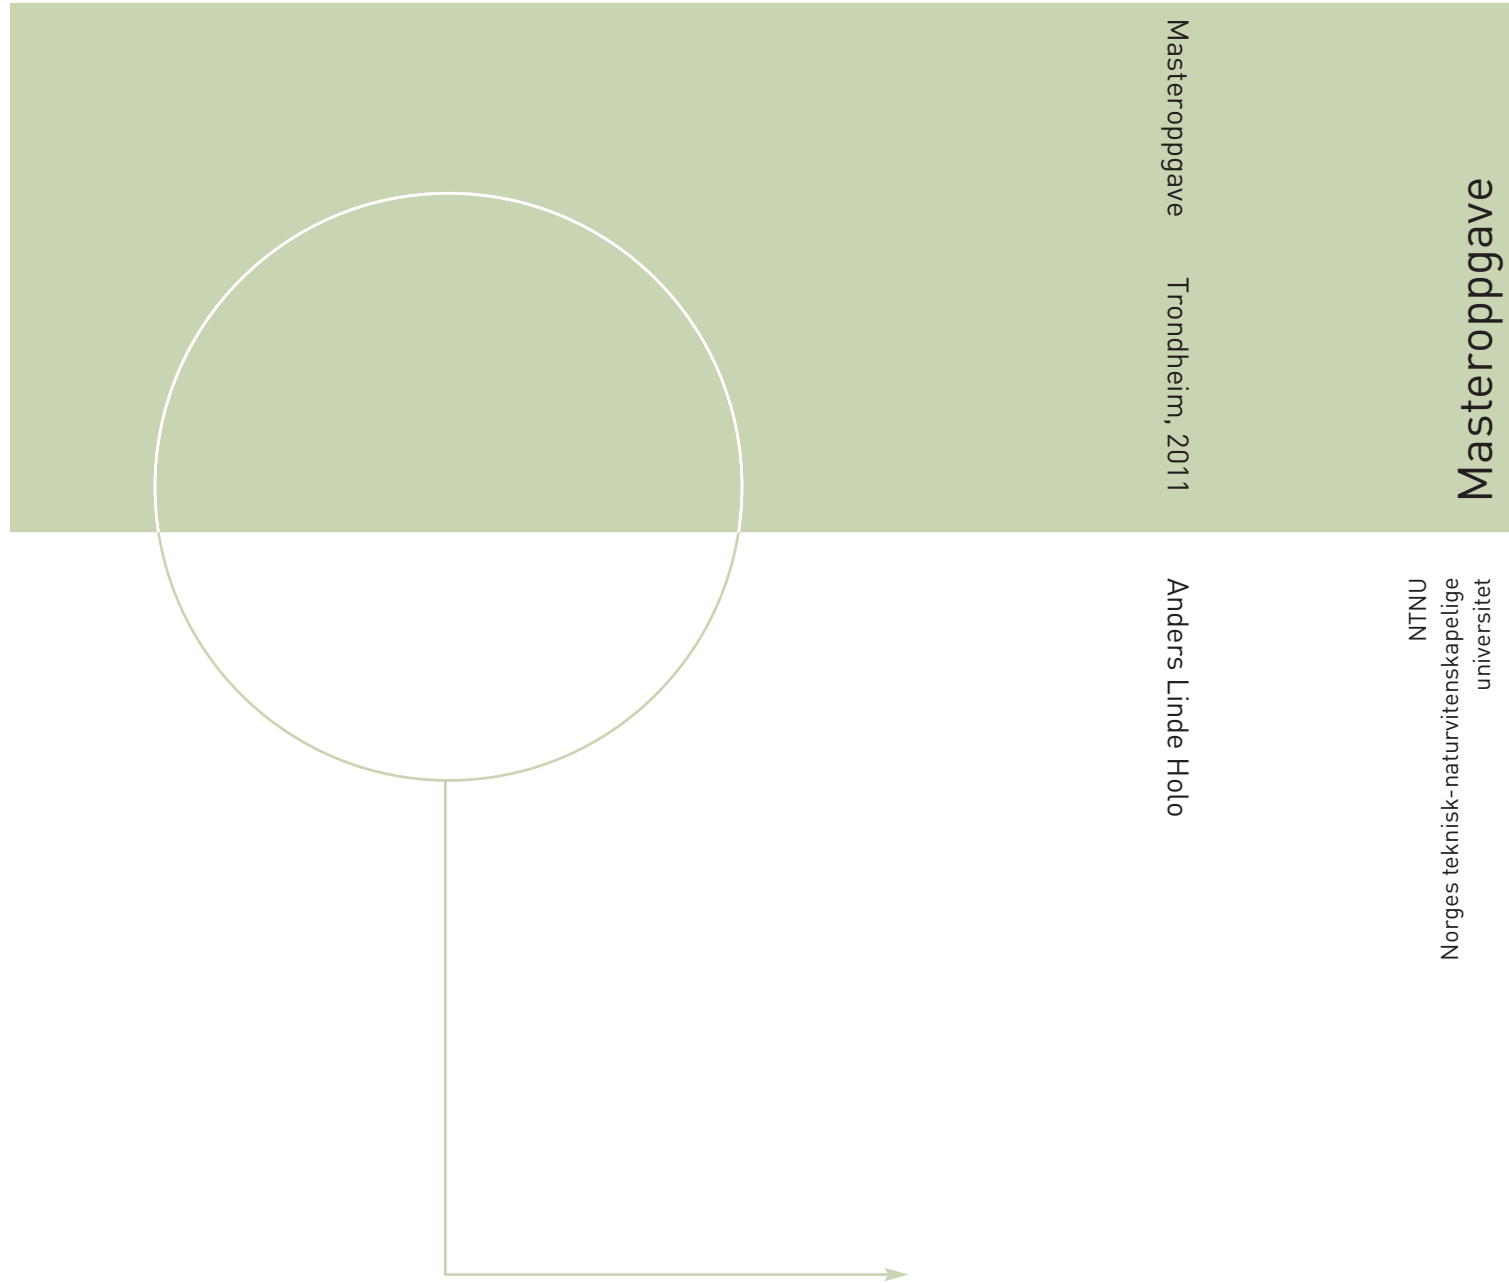 Masteroppgave
Trondheim, 2011
Anders Linde Holo
Masteroppgave
NTNU
Norges teknisk-naturvitenskapelige
universitet